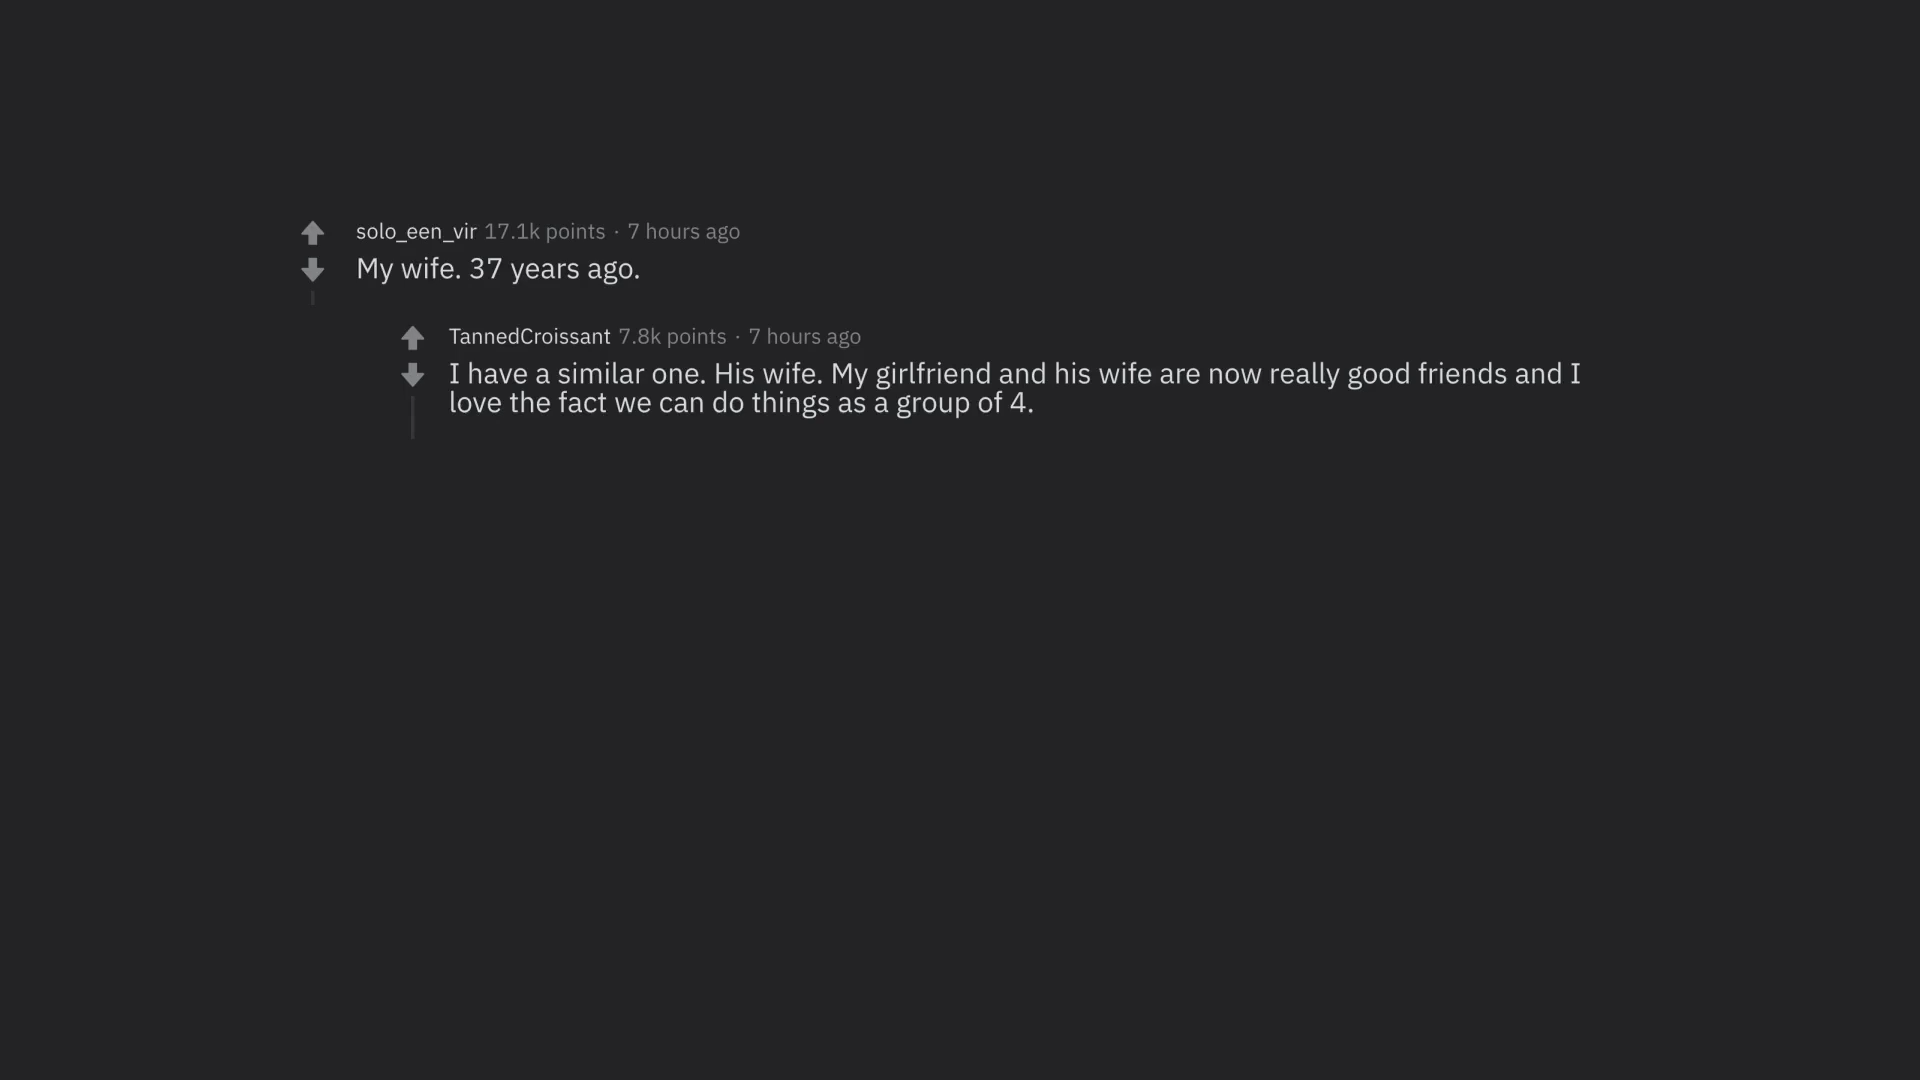 solo_een_vir 17.1k points · 7 hours ago
My wife. 37 years ago.
TannedCroissant 7.8k points · 7 hours ago
I have a similar one. His wife. My girlfriend and his wife are now really good friends and I
love the fact we can do things as a group of 4.